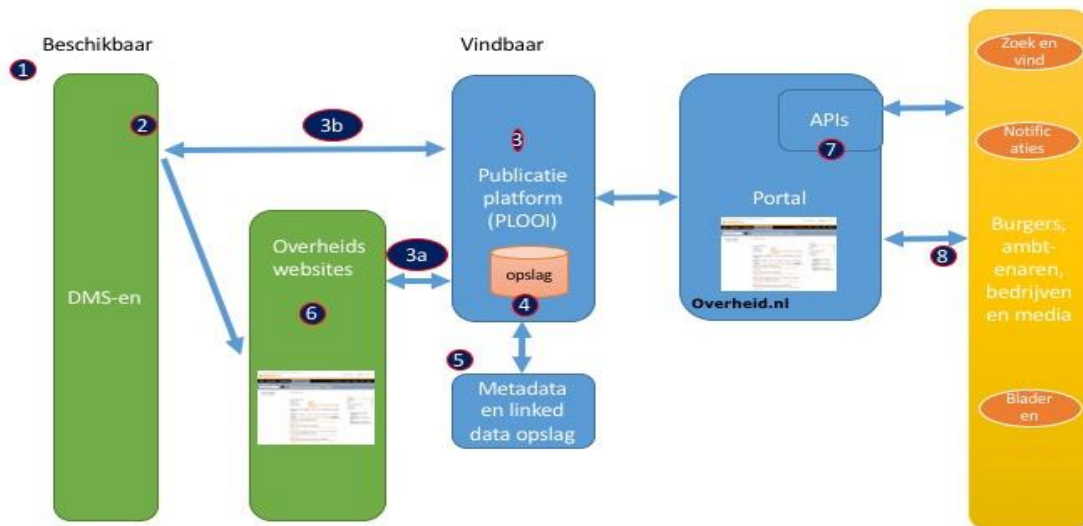 Beschikbaar
1
2
DMS-en
3b
Overheids
websites
6
3a
Vindbaar
3
Publicatie
platform
(PLOOI)
opslag
4
5
Metadata
en linked
data opslag
APIs
7
Portal
Overheid.nl
8
Zoek en
vind
Notific
aties
Burgers,
ambt-
enaren,
bedrijven
en media
Blader
en